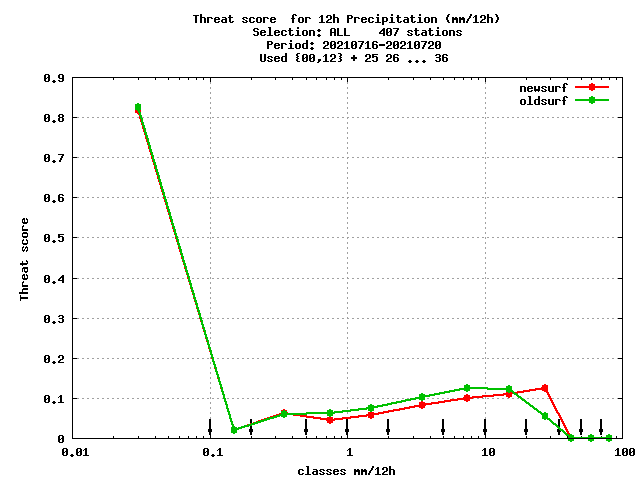 Threat score  for 12h Precipitation (mm/12h)
Selection: ALL    407 stations
Period: 20210716-20210720
Used {00,12} + 25 26 ... 36
newsurf
oldsurf
0.9
0.8
0.7
0.6
0.5
0.4
0.3
0.2
0.1
0
Threat score
0.01 0.1 1 10 100
classes mm/12h